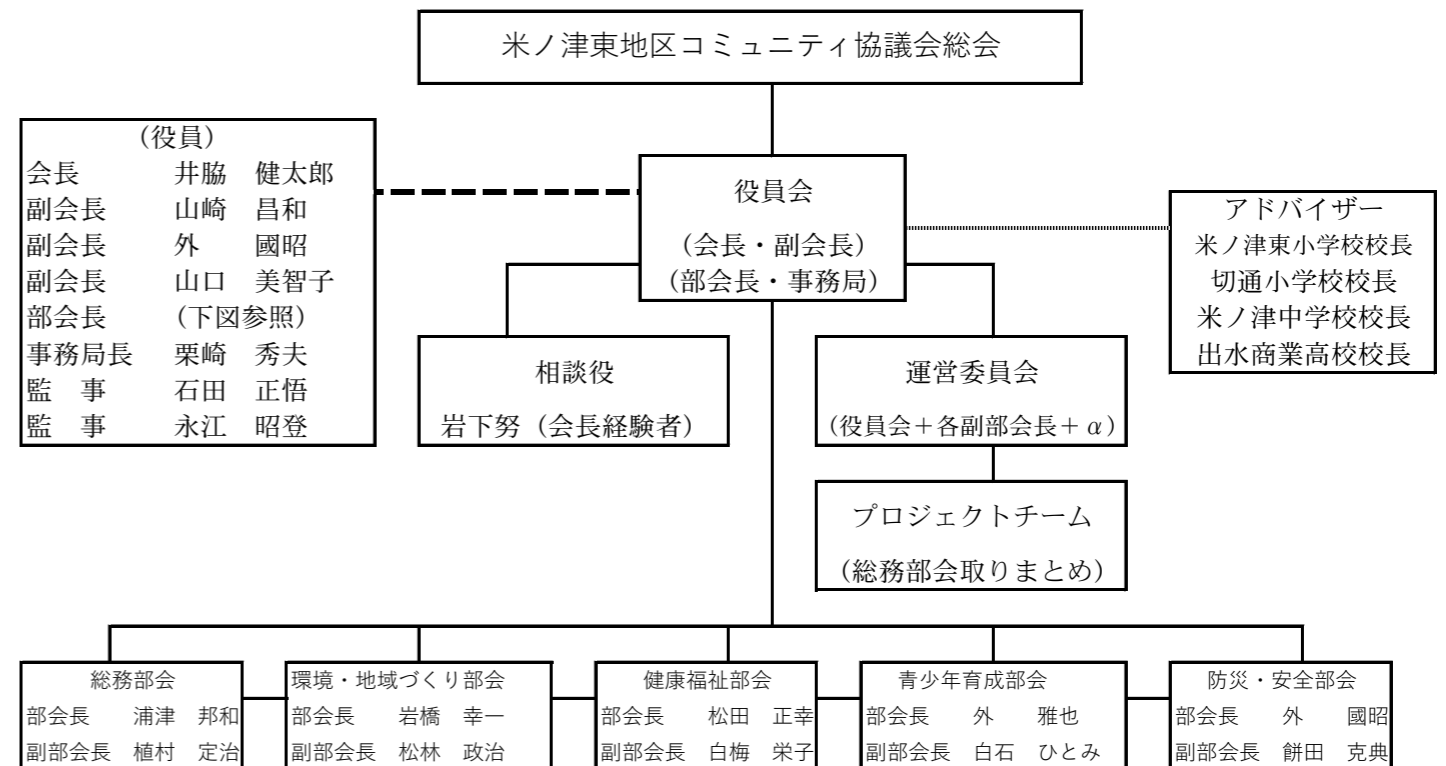 米ノ津東地区コミュニティ協議会総会
(役員)
会長 井脇 健太郎
副会長 山崎 昌和
副会長 外 國昭
副会長 山口 美智子
部会長 (下図参照)
事務局長 栗崎 秀夫
監 事 石田 正悟
監 事 永江 昭登
役員会
(会長・副会長)
(部会長・事務局)
アドバイザー
米ノ津東小学校校長
切通小学校校長
米ノ津中学校校長
出水商業高校校長
相談役
岩下努(会長経験者)
運営委員会
(役員会+各副部会長+α)
プロジェクトチーム
(総務部会取りまとめ)
総務部会
部会長 浦津 邦和
副部会長 植村 定治
環境・地域づくり部会
部会長 岩橋 幸一
副部会長 松林 政治
健康福祉部会
部会長 松田 正幸
副部会長 白梅 栄子
青少年育成部会
部会長 外 雅也
副部会長 白石 ひとみ
防災・安全部会
部会長 外 國昭
副部会長 餅田 克典